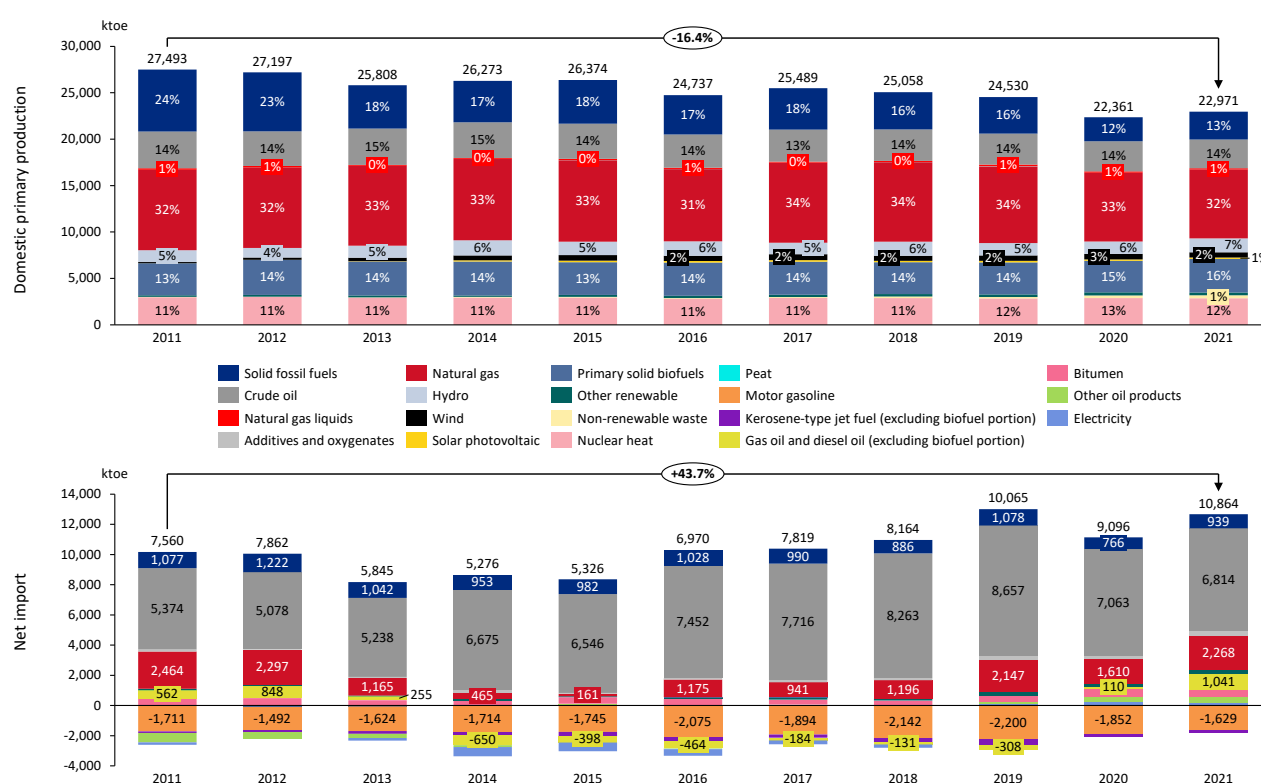 ktoe
Domestic primary production
-16.4%
30,000
25,000
20,000
15,000
10,000
5,000
0
27,493 27,197 25,808 26,273 26,374 24,737 25,489 25,058 24,530 22,361 22,971
24% 23% 18% 17% 18% 17% 18% 16% 16% 12% 13%
14% 14% 15% 15% 14% 14% 13% 14% 14% 14% 14%
1% 1% 0% 0% 0% 1% 0% 0% 1% 1% 1%
32% 32% 33% 33% 33% 31% 34% 34% 34% 33% 32%
5% 4% 5% 6% 5% 6% 5% 6% 5% 6% 7%
2% 2% 2% 2% 3% 2% 1%
13% 14% 14% 14% 13% 14% 14% 14% 14% 15% 16%
1%
11% 11% 11% 11% 11% 11% 11% 11% 12% 13% 12%
2011 2012 2013 2014 2015 2016 2017 2018 2019 2020 2021
Solid fossil fuels Natural gas Primary solid biofuels Peat Bitumen
Crude oil Hydro Other renewable Motor gasoline Other oil products
Natural gas liquids Wind Non-renewable waste Kerosene-type jet fuel (excluding biofuel portion) Electricity
Additives and oxygenates Solar photovoltaic Nuclear heat Gas oil and diesel oil (excluding biofuel portion)
ktoe
Net import
+43.7%
14,000
12,000
10,000
8,000
6,000
4,000
2,000
0
-2,000
-4,000
7,560 7,862 5,845 5,276 5,326 6,970 7,819 8,164 10,065 9,096 10,864
1,077 1,222 1,042 953 982 1,028 990 886 1,078 766 939
5,374 5,078 5,238 6,675 6,546 7,452 7,716 8,263 8,657 7,063 6,814
2,464 2,297 1,165 465 161 1,175 941 1,196 2,147 1,610 2,268
562 848 255 110 1,041
-1,711 -1,492 -1,624 -1,714 -1,745 -2,075 -1,894 -2,142 -2,200 -1,852 -1,629
-650 -398 -464 -184 -131 -308
2011 2012 2013 2014 2015 2016 2017 2018 2019 2020 2021